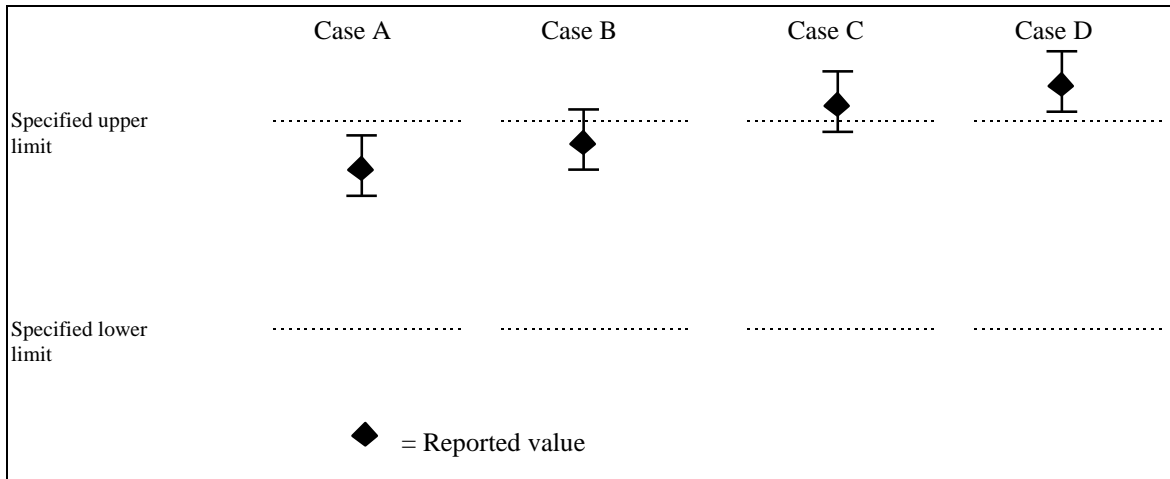 Case A Case B Case C Case D
Specified upper
limit
Specified lower
limit
= Reported value